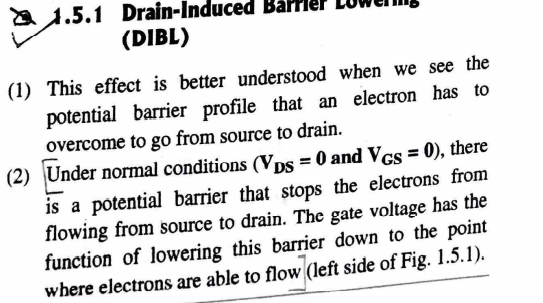 1.5.1 Drain-Induced Barrier Lowering
(DIBL)
(1) This effect is better understood when we see the
potential barrier profile that an electron has to
overcome to go from source to drain.
(2) Under normal conditions (VDS = 0 and VGS = 0), there
is a potential barrier that stops the electrons from
flowing from source to drain. The gate voltage has the
function of lowering this barrier down to the point
where electrons are able to flow (left side of Fig. 1.5.1).